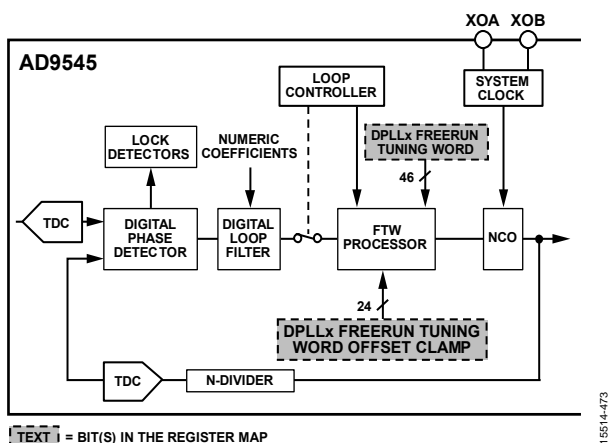 XOA XOB
AD9545
LOOP
CONTROLLER
SYSTEM
CLOCK
LOCK
DETECTORS
NUMERIC
COEFFICIENTS
DPLLx FREERUN
TUNING WORD
46
TDC
DIGITAL
PHASE
DETECTOR
DIGITAL
LOOP
FILTER
FTW
PROCESSOR
NCO
24
DPLLx FREERUN TUNING
WORD OFFSET CLAMP
TDC
N-DIVIDER
TEXT = BIT(S) IN THE REGISTER MAP
15514-473